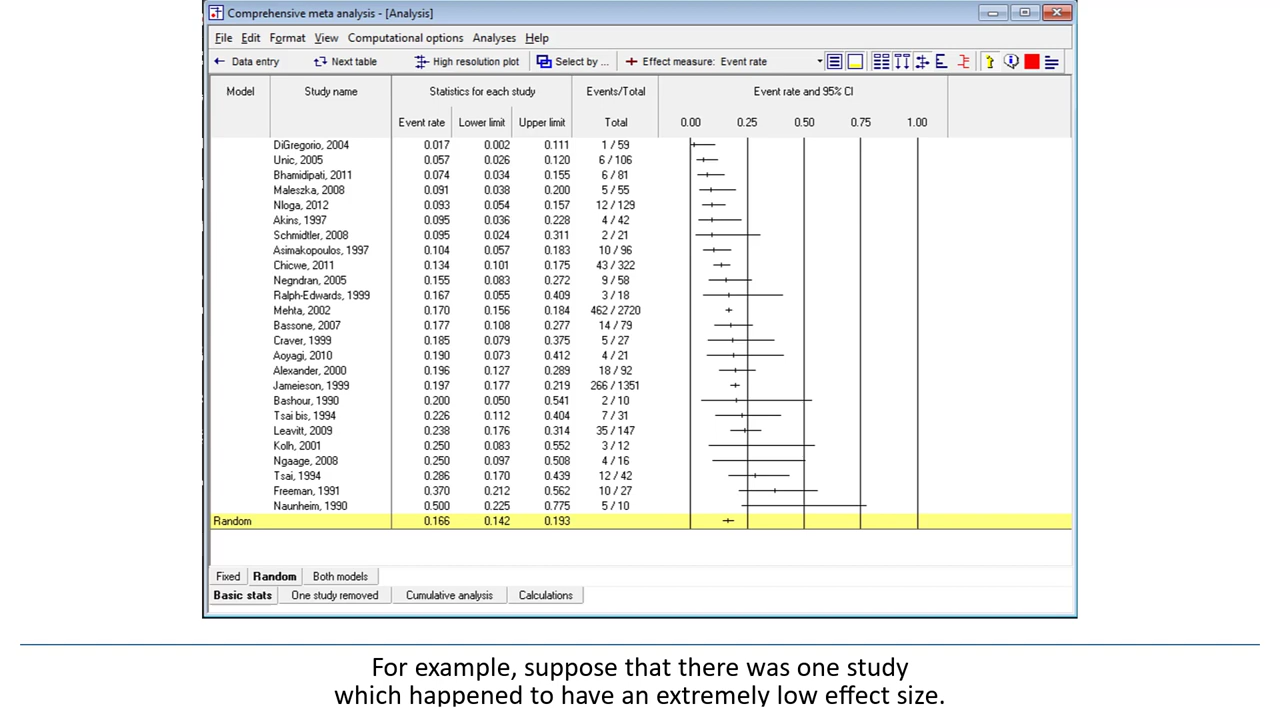 Comprehensive meta analysis - [Analysis]
File Edit Format View Computational options Analyses Help
Data entry Next table High resolution plot Select by ... Effect measure: Event rate
Model Study name Statistics for each study Events/Total Event rate and 95% CI
Event rate Lower limit Upper limit Total 0.00 0.25 0.50 0.75 1.00
DiGregorio, 2004 0.017 0.002 0.111 1 / 59
Unic, 2005 0.057 0.026 0.120 6 / 106
Bhamidipati, 2011 0.074 0.034 0.155 6 / 81
Maleszka, 2008 0.091 0.038 0.200 5 / 55
Nloga, 2012 0.093 0.054 0.157 12 / 129
Akins, 1997 0.095 0.036 0.228 4 / 42
Schmidtler, 2008 0.095 0.024 0.311 2 / 21
Asimakopoulos, 1997 0.104 0.057 0.183 10 / 96
Chicwe, 2011 0.134 0.101 0.175 43 / 322
Negndran, 2005 0.155 0.083 0.272 9 / 58
Ralph-Edwards, 1999 0.167 0.055 0.409 3 / 18
Mehta, 2002 0.170 0.156 0.184 462 / 2720
Bassone, 2007 0.177 0.108 0.277 14 / 79
Craver, 1999 0.185 0.079 0.375 5 / 27
Aoyagi, 2010 0.190 0.073 0.412 4 / 21
Alexander, 2000 0.196 0.127 0.289 18 / 92
Jameieson, 1999 0.197 0.177 0.219 266 / 1351
Bashour, 1990 0.200 0.050 0.541 2 / 10
Tsai bis, 1994 0.226 0.112 0.404 7 / 31
Leavitt, 2009 0.238 0.176 0.314 35 / 147
Kolh, 2001 0.250 0.083 0.552 3 / 12
Ngaage, 2008 0.250 0.097 0.508 4 / 16
Tsai, 1994 0.286 0.170 0.439 12 / 42
Freeman, 1991 0.370 0.212 0.562 10 / 27
Naunheim, 1990 0.500 0.225 0.775 5 / 10
Random 0.166 0.142 0.193
Fixed Random Both models
Basic stats One study removed Cumulative analysis Calculations
For example, suppose that there was one study
which happened to have an extremely low effect size.